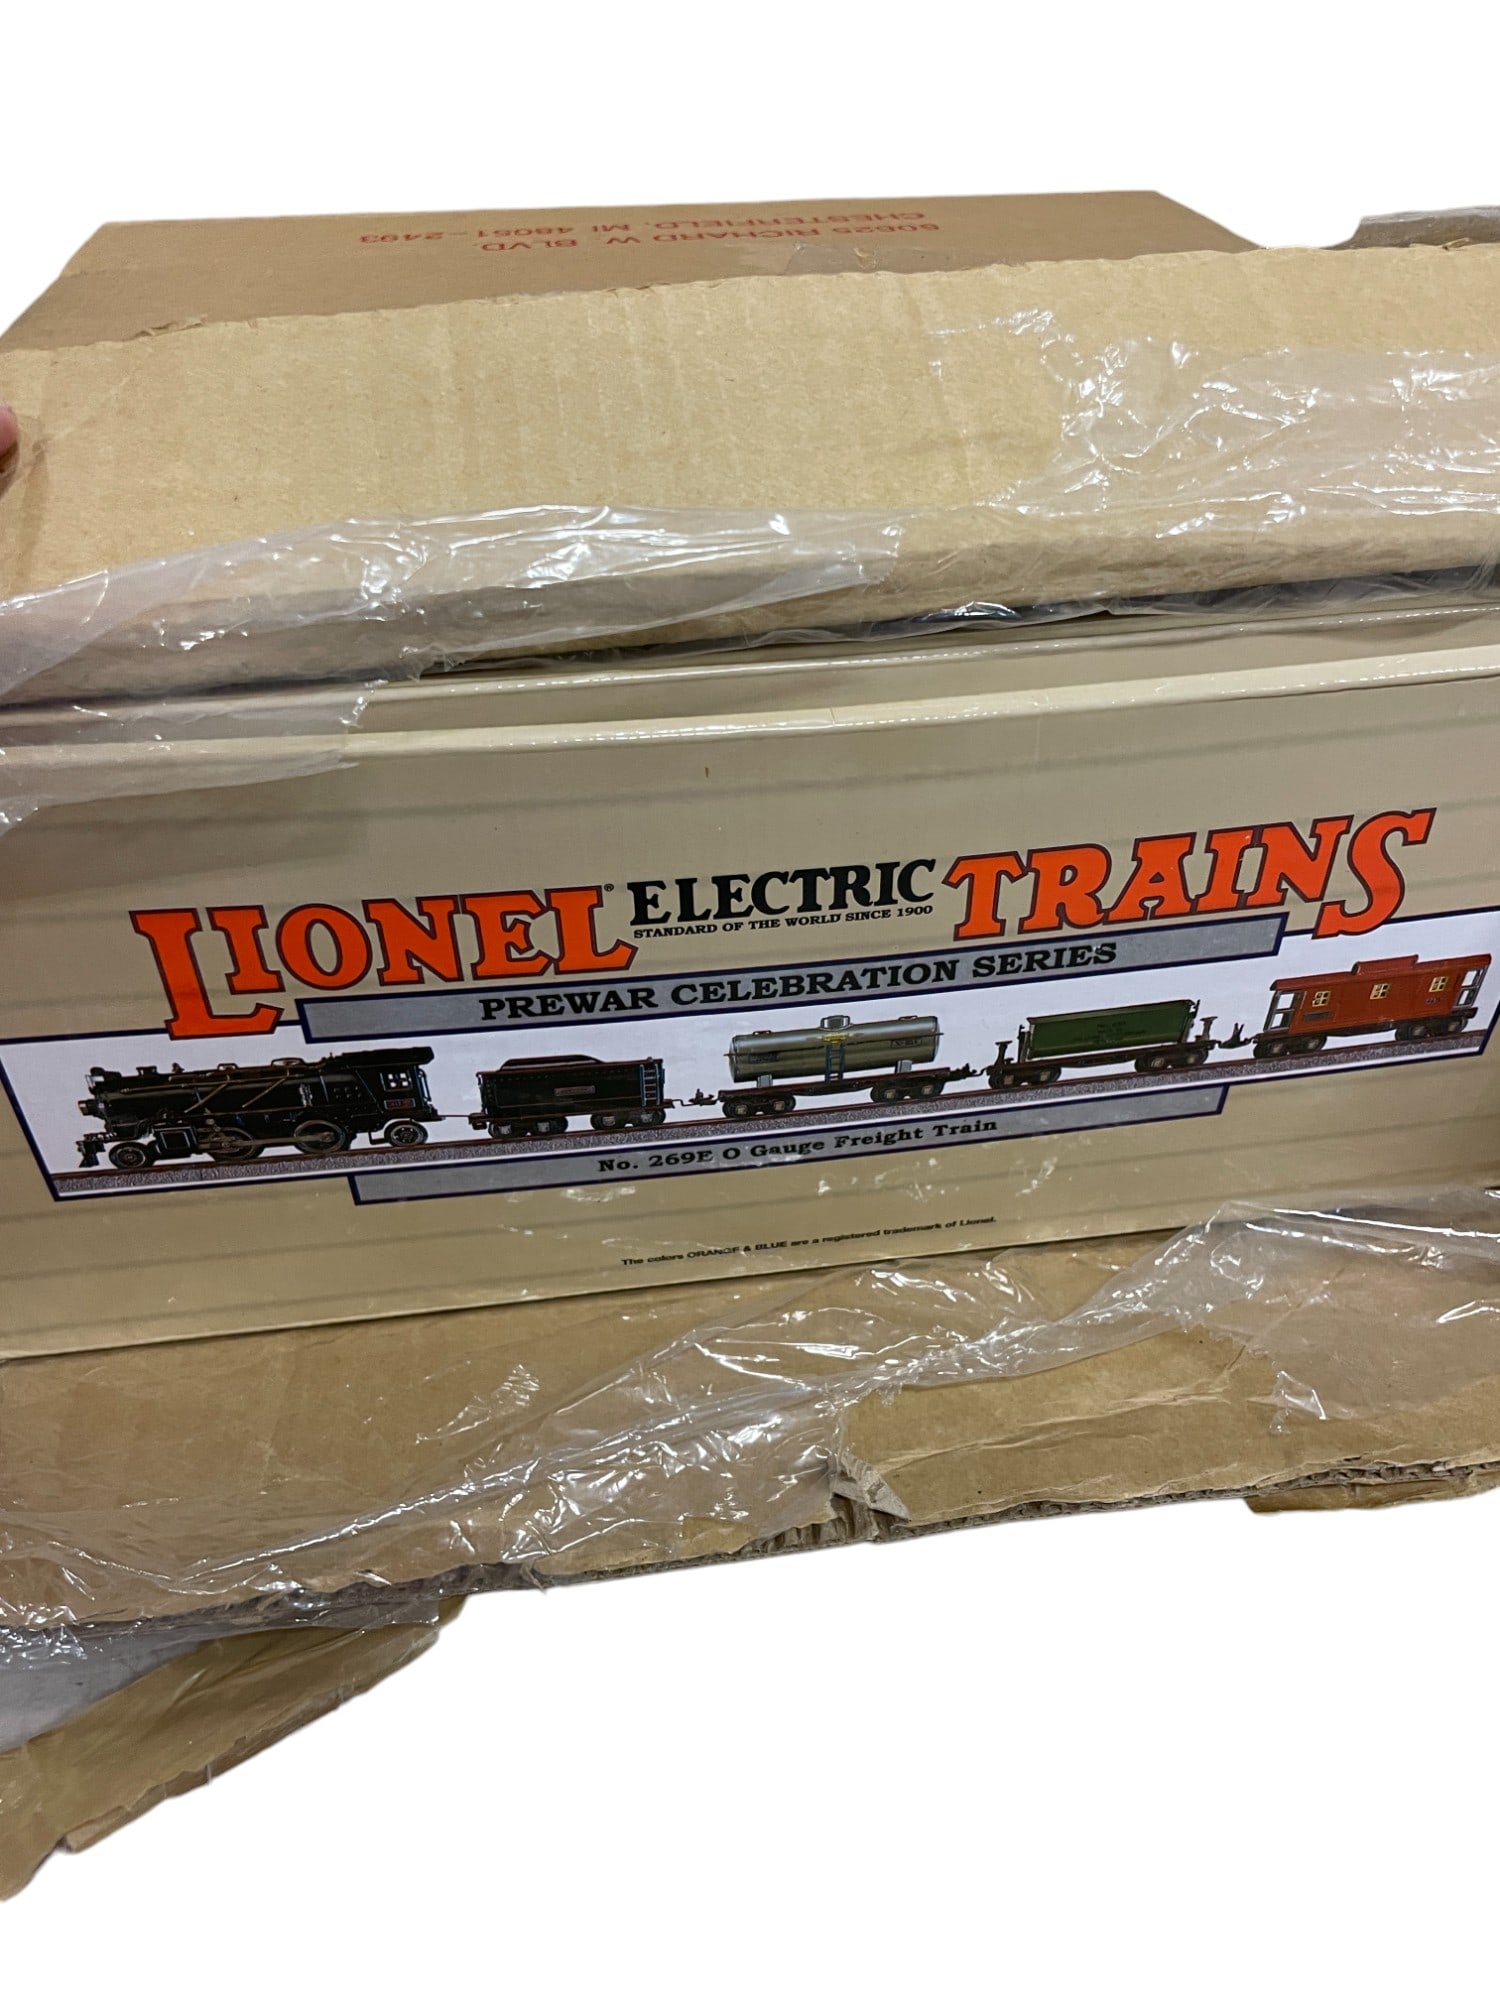 50625 RICHARD W. BLVD.
CHESTERFIELD, MI 48051-2493
LIONEL® ELECTRIC TRAINS
STANDARD OF THE WORLD SINCE 1900
PREWAR CELEBRATION SERIES
No. 269E O Gauge Freight Train
The colors ORANGE & BLUE are a registered trademark of Lionel.